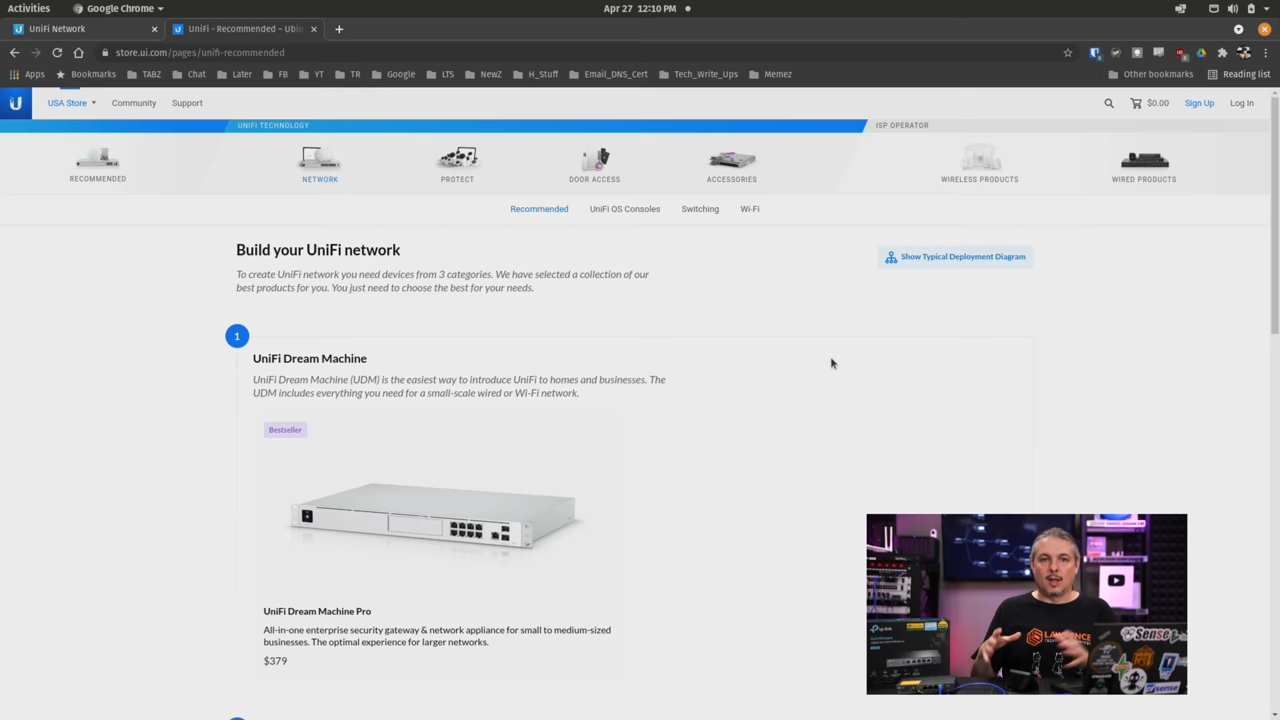 Activities
Google Chrome
Apr 27 12:10 PM
UniFi Network
UniFi - Recommended – Ubiq
store.ui.com/pages/unifi-recommended
Apps
Bookmarks
TABZ
Chat
Later
FB
YT
TR
Google
LTS
NewZ
H_Stuff
Email_DNS_Cert
Tech_Write_Ups
Memez
Other bookmarks
Reading list
USA Store
Community
Support
$0.00
Sign Up
Log In
UNIFI TECHNOLOGY
ISP OPERATOR
RECOMMENDED
NETWORK
PROTECT
DOOR ACCESS
ACCESSORIES
WIRELESS PRODUCTS
WIRED PRODUCTS
Recommended
UniFi OS Consoles
Switching
Wi-Fi
Build your UniFi network
Show Typical Deployment Diagram
To create UniFi network you need devices from 3 categories. We have selected a collection of our
best products for you. You just need to choose the best for your needs.
1
UniFi Dream Machine
UniFi Dream Machine (UDM) is the easiest way to introduce UniFi to homes and businesses. The
UDM includes everything you need for a small-scale wired or Wi-Fi network.
Bestseller
UniFi Dream Machine Pro
All-in-one enterprise security gateway & network appliance for small to medium-sized
businesses. The optimal experience for larger networks.
$379
LAWRENCE
tp-link